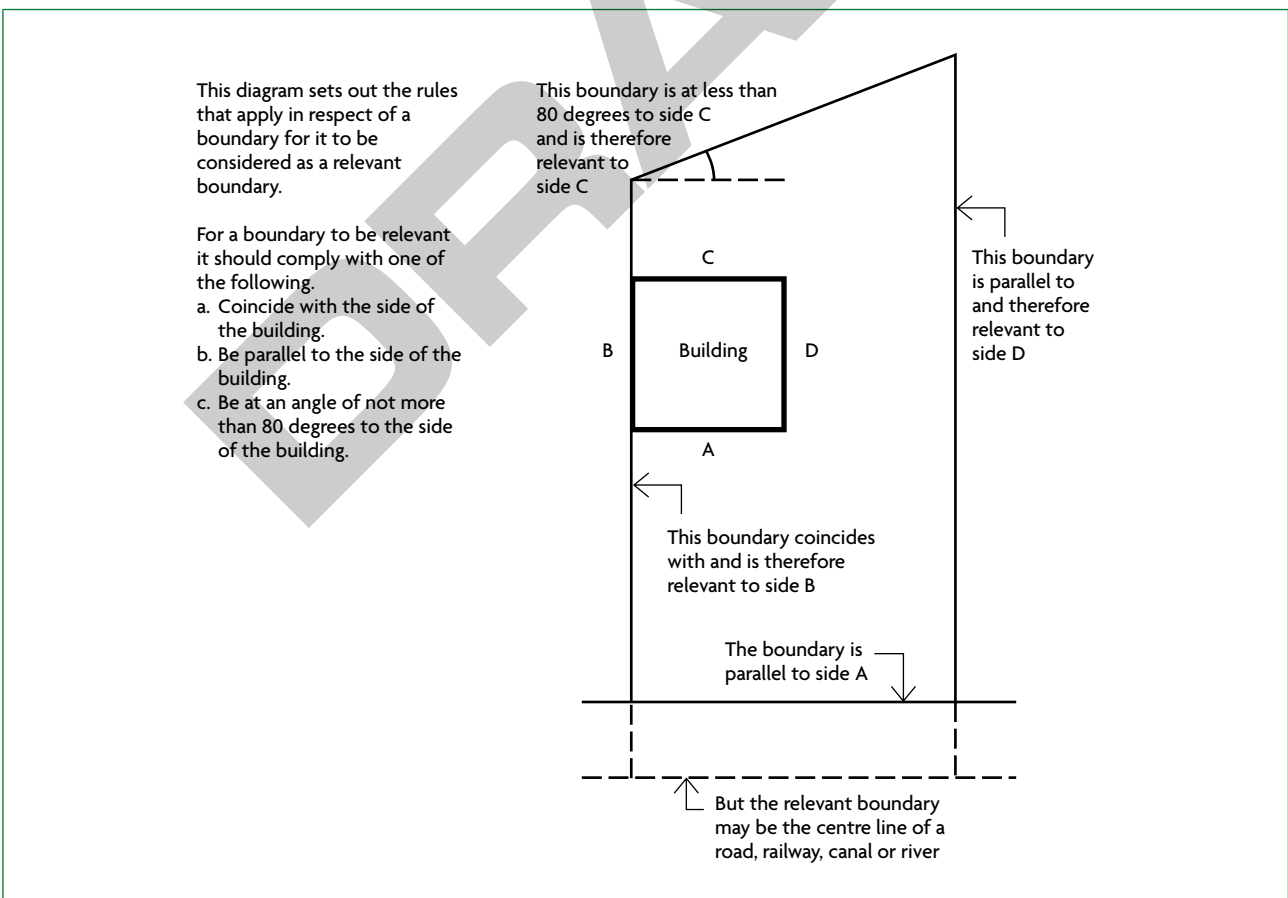 This diagram sets out the rules
that apply in respect of a
boundary for it to be
considered as a relevant
boundary.
For a boundary to be relevant
it should comply with one of
the following.
a. Coincide with the side of
the building.
b. Be parallel to the side of the
building.
c. Be at an angle of not more
than 80 degrees to the side
of the building.
This boundary is at less than
80 degrees to side C
and is therefore
relevant to
side C
This boundary
is parallel to
and therefore
relevant to
side D
C
B
Building
D
A
This boundary coincides
with and is therefore
relevant to side B
The boundary is
parallel to side A
But the relevant boundary
may be the centre line of a
road, railway, canal or river
DRA